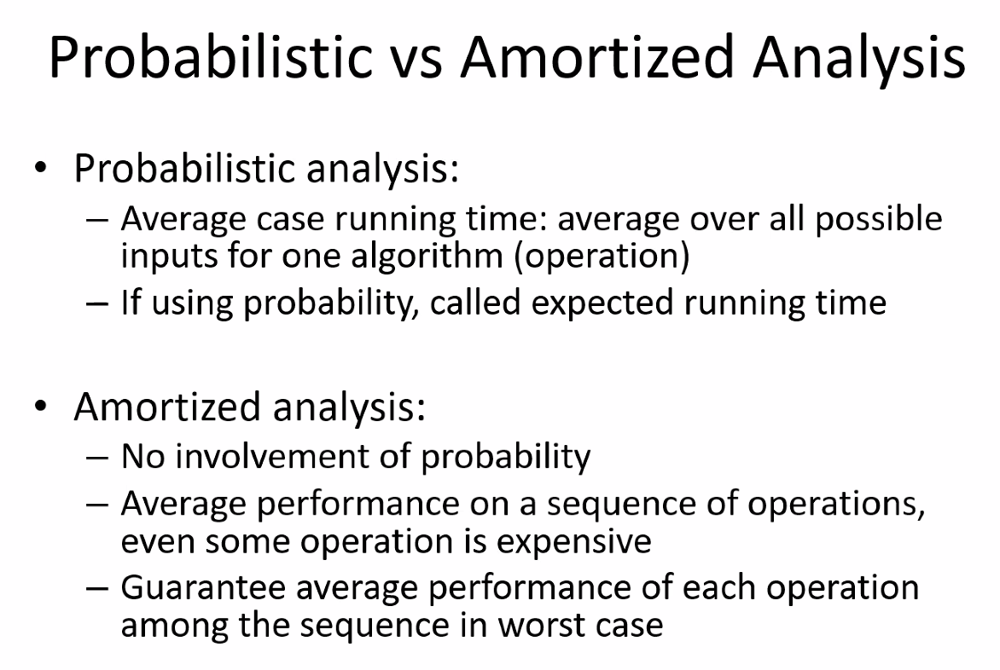 Probabilistic vs Amortized Analysis
• Probabilistic analysis:
– Average case running time: average over all possible
inputs for one algorithm (operation)
– If using probability, called expected running time
• Amortized analysis:
– No involvement of probability
– Average performance on a sequence of operations,
even some operation is expensive
– Guarantee average performance of each operation
among the sequence in worst case